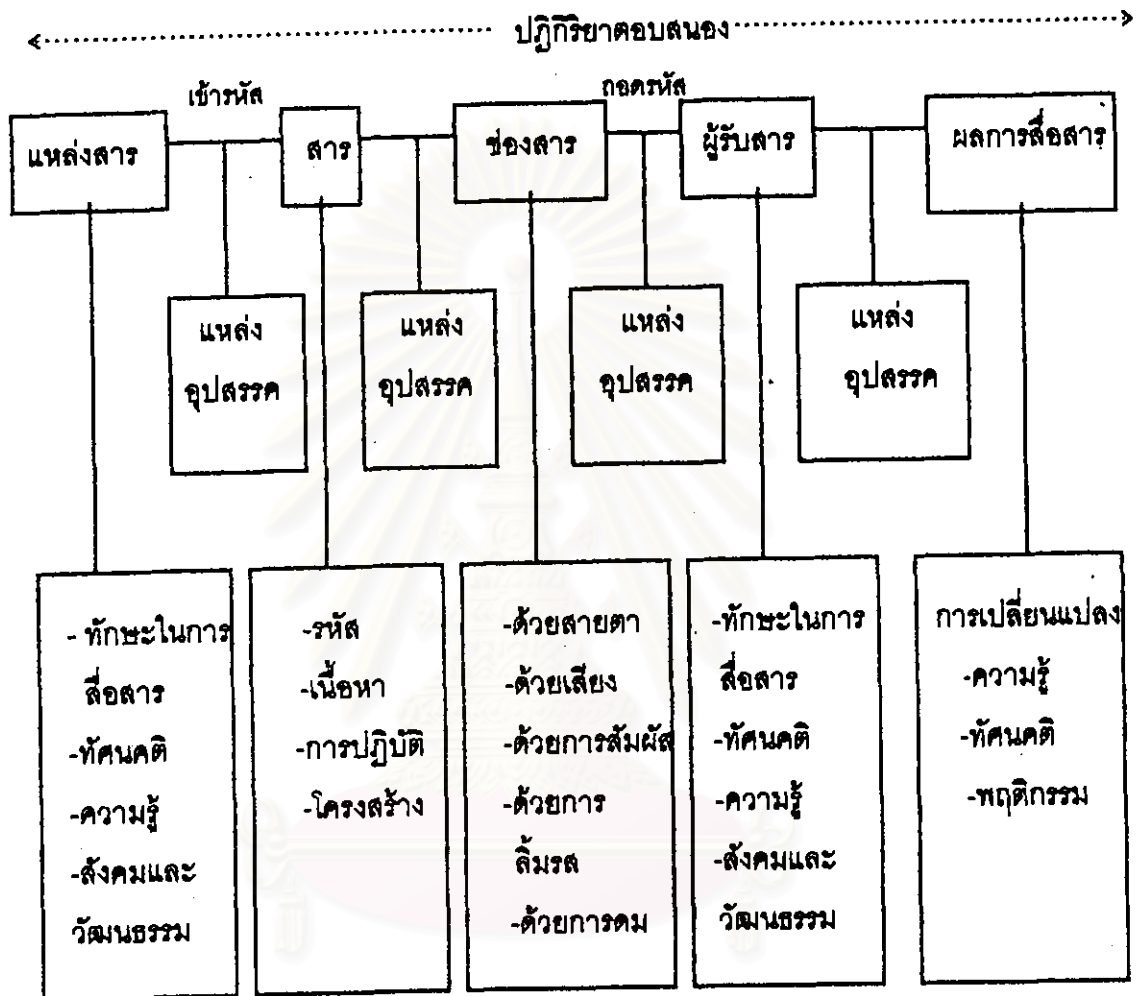 ปฏิกิริยาตอบสนอง
เข้ารหัส
ถอดรหัส
แหล่งสาร
สาร
ช่องสาร
ผู้รับสาร
ผลการสื่อสาร
แหล่ง
อุปสรรค
แหล่ง
อุปสรรค
แหล่ง
อุปสรรค
แหล่ง
อุปสรรค
- ทักษะในการ
สื่อสาร
-ทัศนคติ
-ความรู้
-สังคมและ
วัฒนธรรม
-รหัส
-เนื้อหา
-การปฏิบัติ
-โครงสร้าง
-ด้วยสายตา
-ด้วยเสียง
-ด้วยการสัมผัส
-ด้วยการ
ลิ้มรส
-ด้วยการดม
-ทักษะในการ
สื่อสาร
-ทัศนคติ
-ความรู้
-สังคมและ
วัฒนธรรม
การเปลี่ยนแปลง
-ความรู้
-ทัศนคติ
-พฤติกรรม